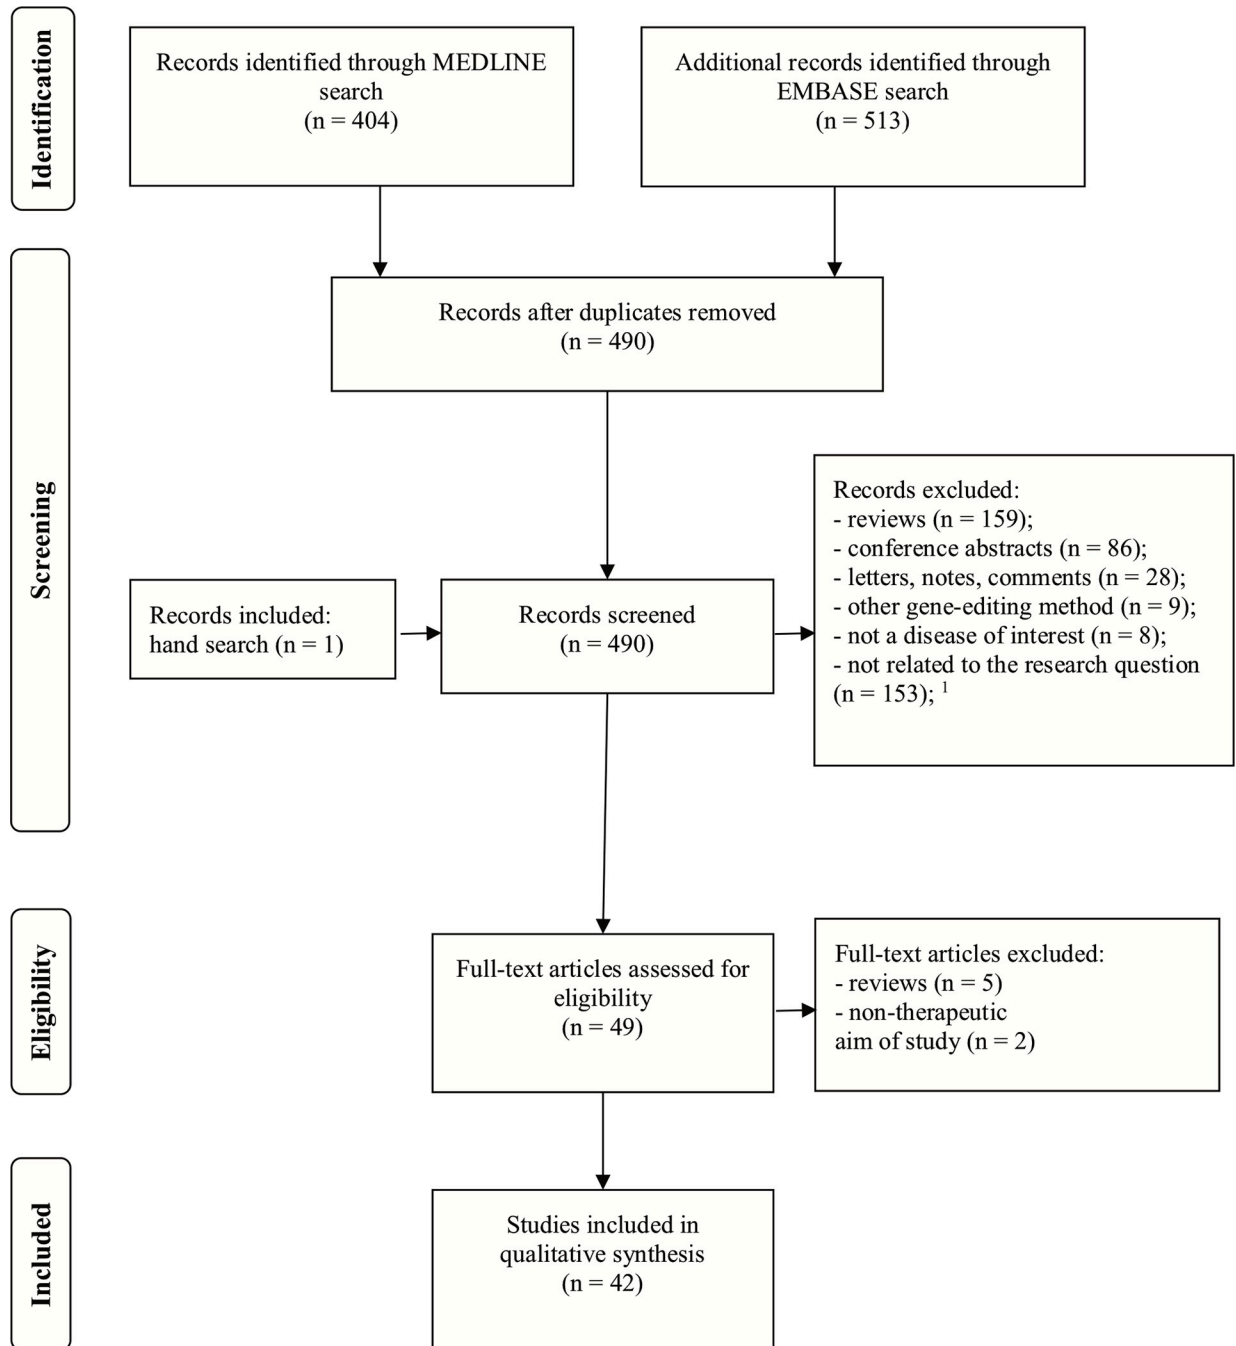 Identification
Records identified through MEDLINE
search
(n = 404)
Additional records identified through
EMBASE search
(n = 513)
Screening
Records after duplicates removed
(n = 490)
Records included:
hand search (n = 1)
Records screened
(n = 490)
Records excluded:
- reviews (n = 159);
- conference abstracts (n = 86);
- letters, notes, comments (n = 28);
- other gene-editing method (n = 9);
- not a disease of interest (n = 8);
- not related to the research question
(n = 153); 1
Eligibility
Full-text articles assessed for
eligibility
(n = 49)
Full-text articles excluded:
- reviews (n = 5)
- non-therapeutic
aim of study (n = 2)
Included
Studies included in
qualitative synthesis
(n = 42)